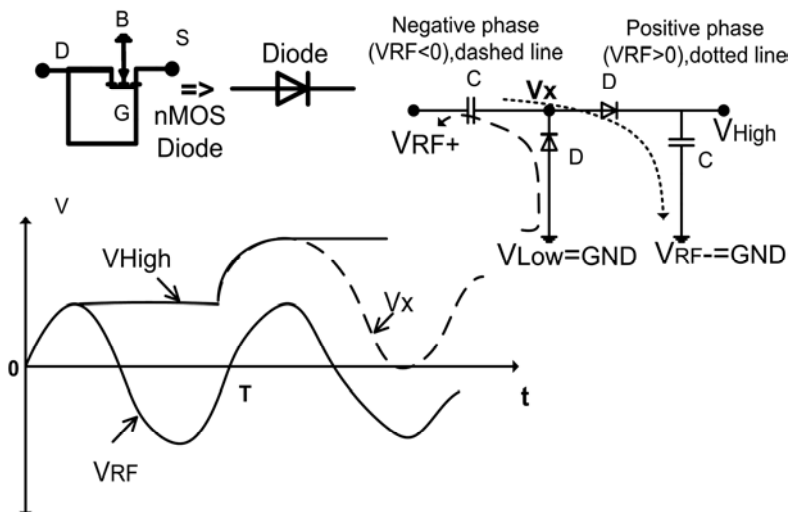 B
D
S
G
=>
nMOS
Diode
Diode
Negative phase
(VRF<0),dashed line
Positive phase
(VRF>0),dotted line
C
Vx
D
VRF+
D
VHigh
C
VLow=GND
VRF-=GND
V
VHigh
Vx
0
T
t
VRF